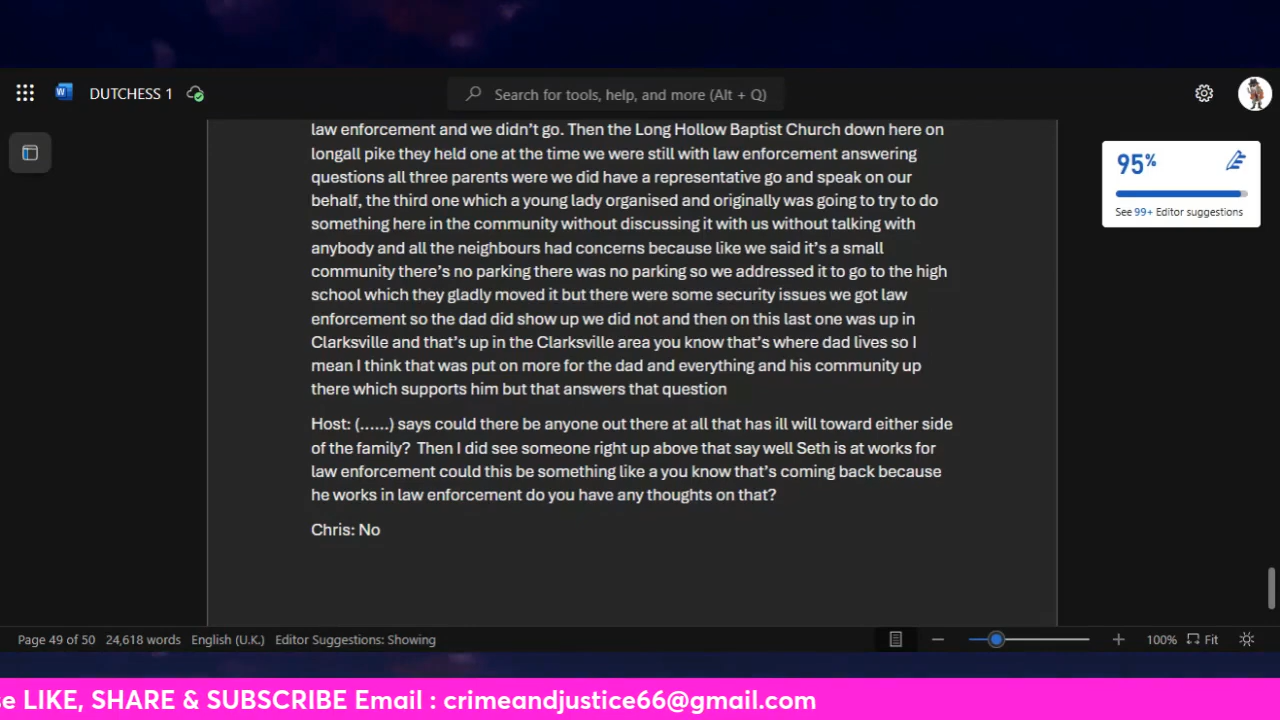 DUTCHESS 1
Search for tools, help, and more (Alt + Q)
law enforcement and we didn't go. Then the Long Hollow Baptist Church down here on
longall pike they held one at the time we were still with law enforcement answering
questions all three parents were we did have a representative go and speak on our
behalf, the third one which a young lady organised and originally was going to try to do
something here in the community without discussing it with us without talking with
anybody and all the neighbours had concerns because like we said it's a small
community there's no parking there was no parking so we addressed it to go to the high
school which they gladly moved it but there were some security issues we got law
enforcement so the dad did show up we did not and then on this last one was up in
Clarksville and that's up in the Clarksville area you know that's where dad lives so I
mean I think that was put on more for the dad and everything and his community up
there which supports him but that answers that question
Host: (......) says could there be anyone out there at all that has ill will toward either side
of the family?  Then I did see someone right up above that say well Seth is at works for
law enforcement could this be something like a you know that's coming back because
he works in law enforcement do you have any thoughts on that?
Chris: No
95%
See 99+ Editor suggestions
Page 49 of 50 24,618 words English (U.K.) Editor Suggestions: Showing
100% Fit
se LIKE, SHARE & SUBSCRIBE Email : crimeandjustice66@gmail.com